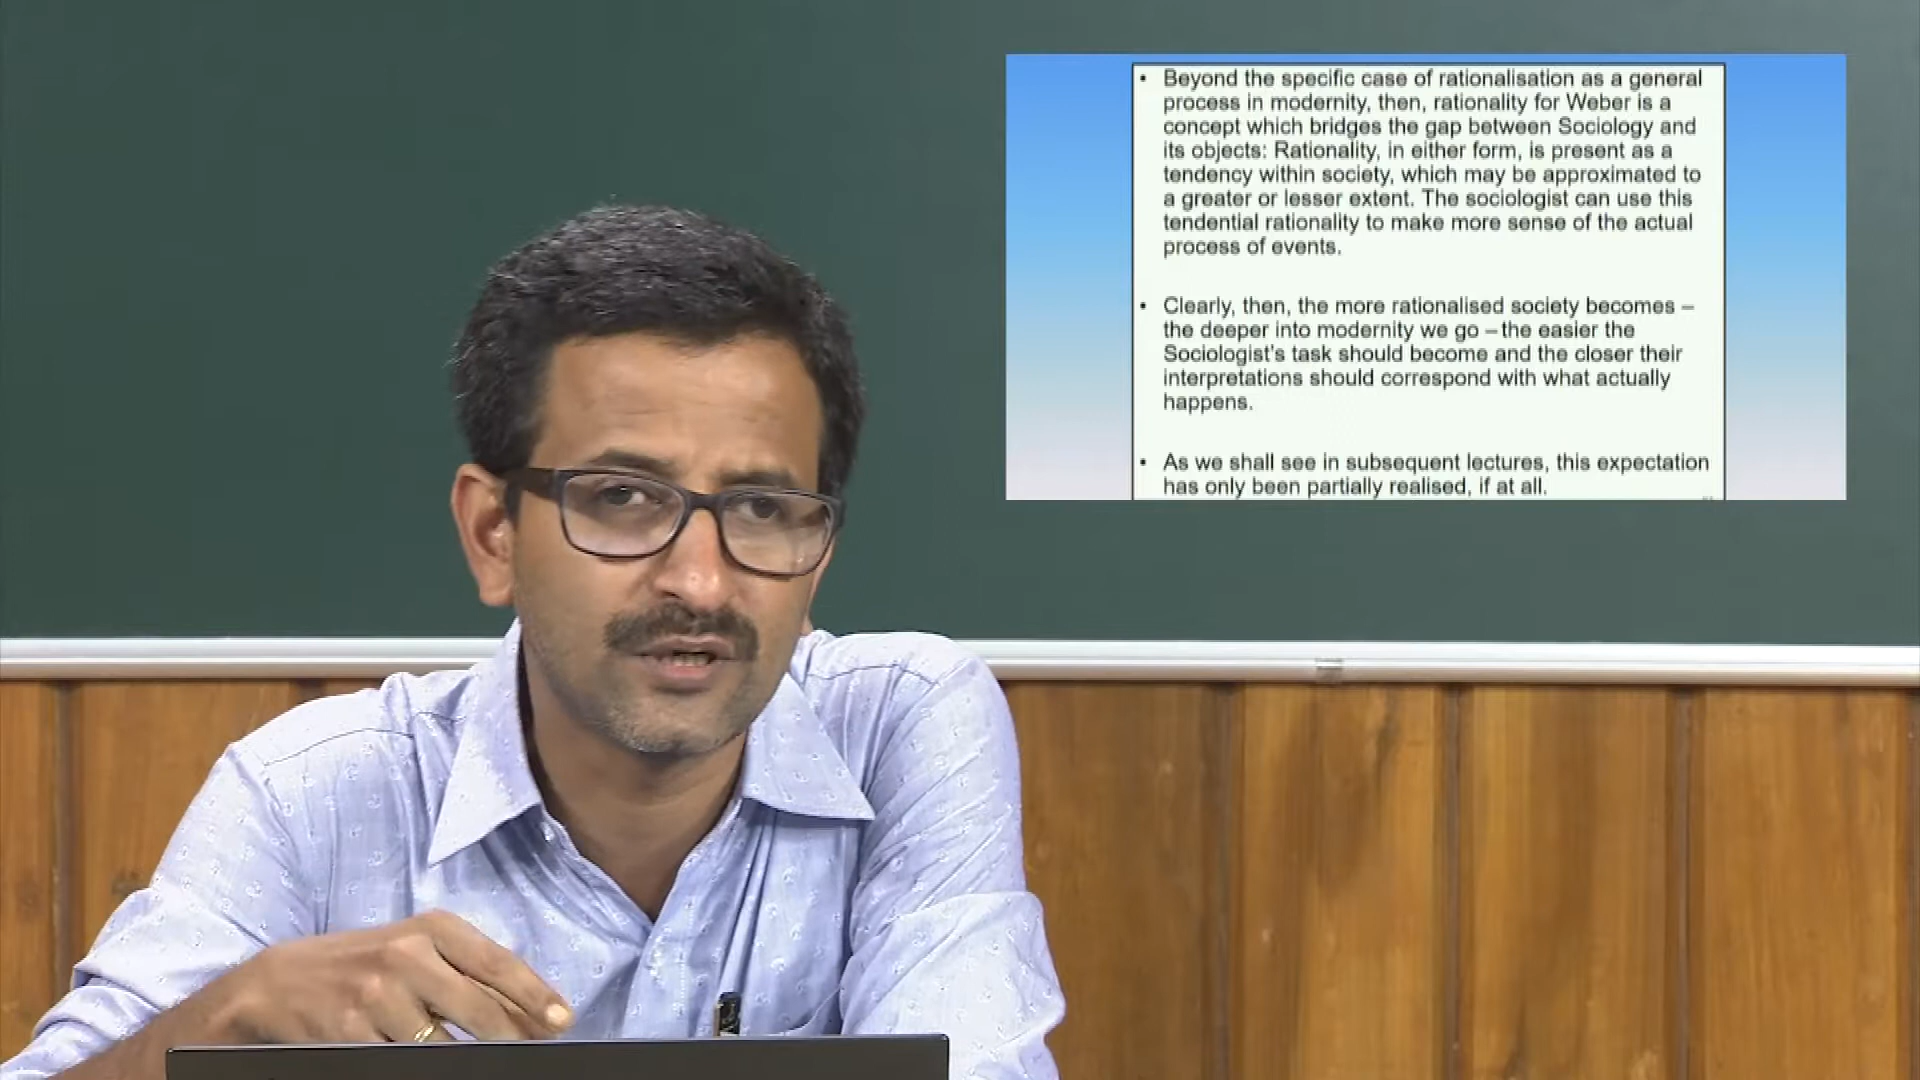 • Beyond the specific case of rationalisation as a general
process in modernity, then, rationality for Weber is a
concept which bridges the gap between Sociology and
its objects: Rationality, in either form, is present as a
tendency within society, which may be approximated to
a greater or lesser extent. The sociologist can use this
tendential rationality to make more sense of the actual
process of events.
• Clearly, then, the more rationalised society becomes –
the deeper into modernity we go – the easier the
Sociologist's task should become and the closer their
interpretations should correspond with what actually
happens.
• As we shall see in subsequent lectures, this expectation
has only been partially realised, if at all.